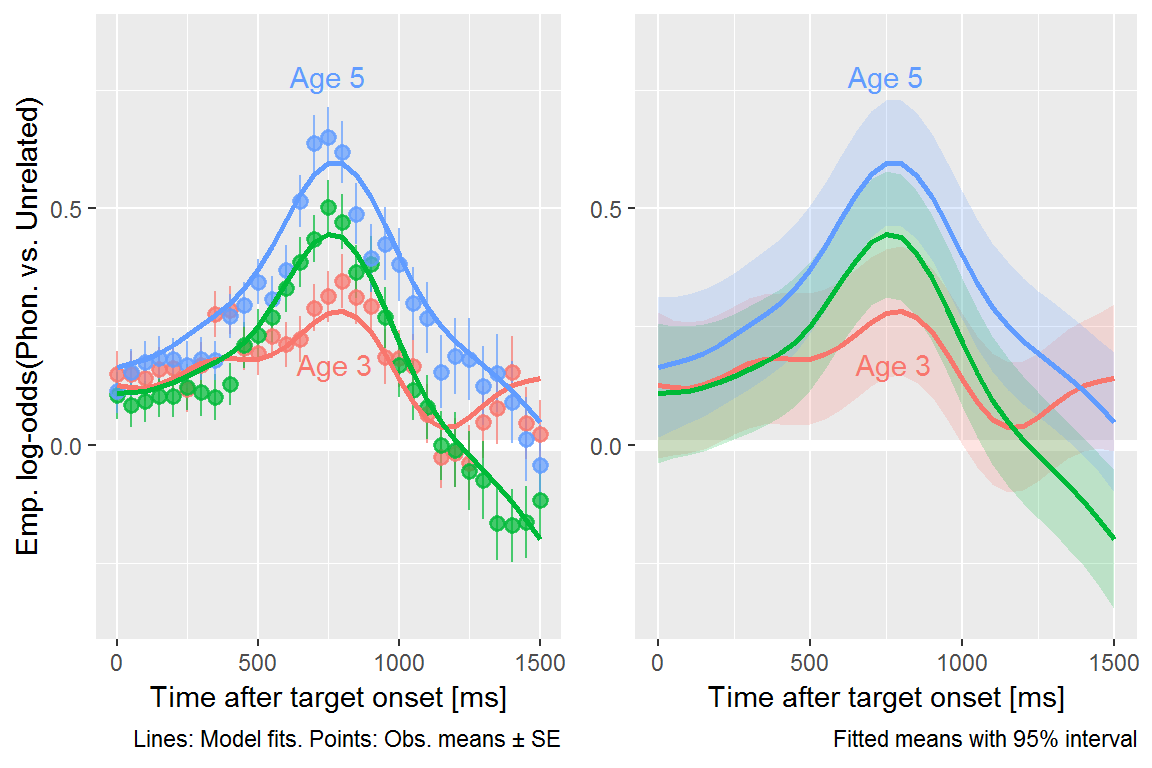 Emp. log-odds(Phon. vs. Unrelated)
0.5
0.0
Age 5
Age 3
0
500
1000
1500
Time after target onset [ms]
Lines: Model fits. Points: Obs. means ± SE
0.5
0.0
Age 5
Age 3
0
500
1000
1500
Time after target onset [ms]
Fitted means with 95% interval